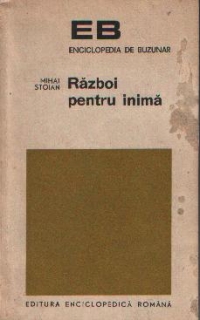 EB
ENCICLOPEDIA DE BUZUNAR
MIHAI
STOIAN
Război
pentru inimă
EDITURA ENCICLOPEDICĂ ROMÂNĂ